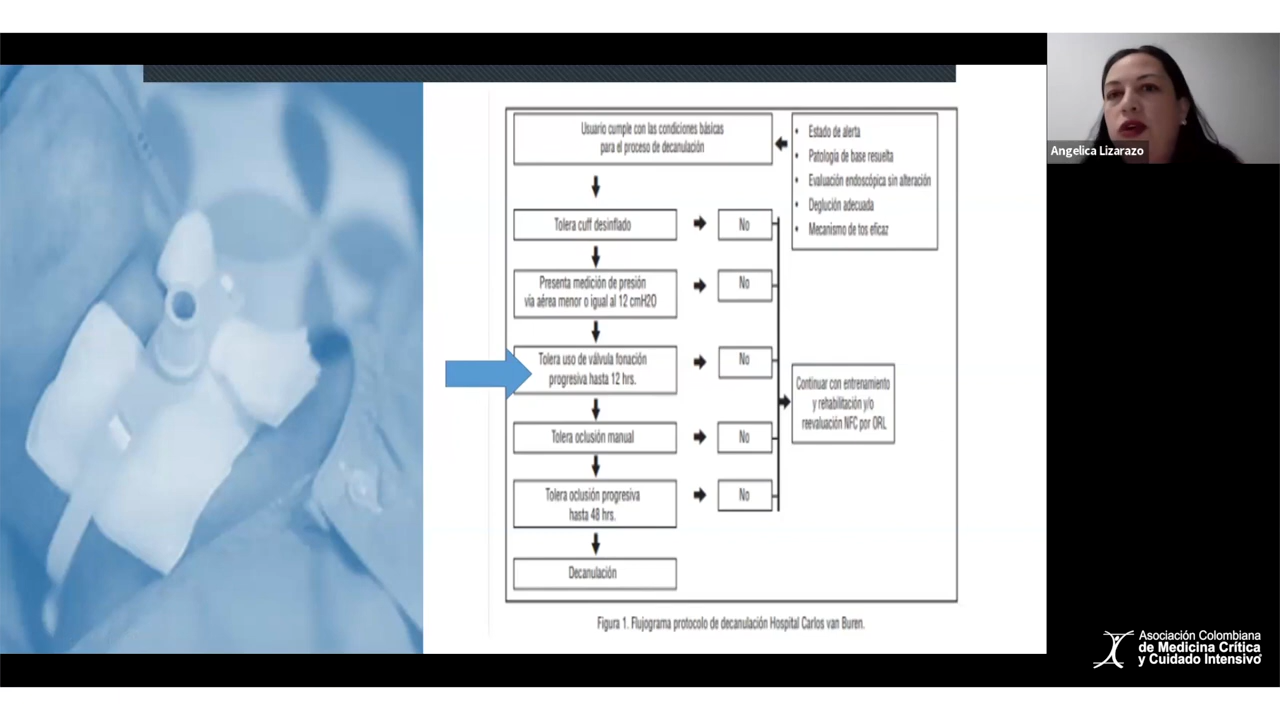 Usuario cumple con las condiciones básicas
para el proceso de decanulación
• Estado de alerta
• Patología de base resuelta
• Evaluación endoscópica sin alteración
• Deglución adecuada
• Mecanismo de tos eficaz
Tolera cuff desinflado
No
Presenta medición de presión
vía aérea menor o igual al 12 cmH2O
No
Tolera uso de válvula fonación
progresiva hasta 12 hrs.
No
Continuar con entrenamiento
y rehabilitación y/o
reevaluación NFC por ORL
Tolera oclusión manual
No
Tolera oclusión progresiva
hasta 48 hrs.
No
Decanulación
Figura 1. Flujograma protocolo de decanulación Hospital Carlos van Buren.
Angelica Lizarazo
Asociación Colombiana
de Medicina Crítica
y Cuidado Intensivo